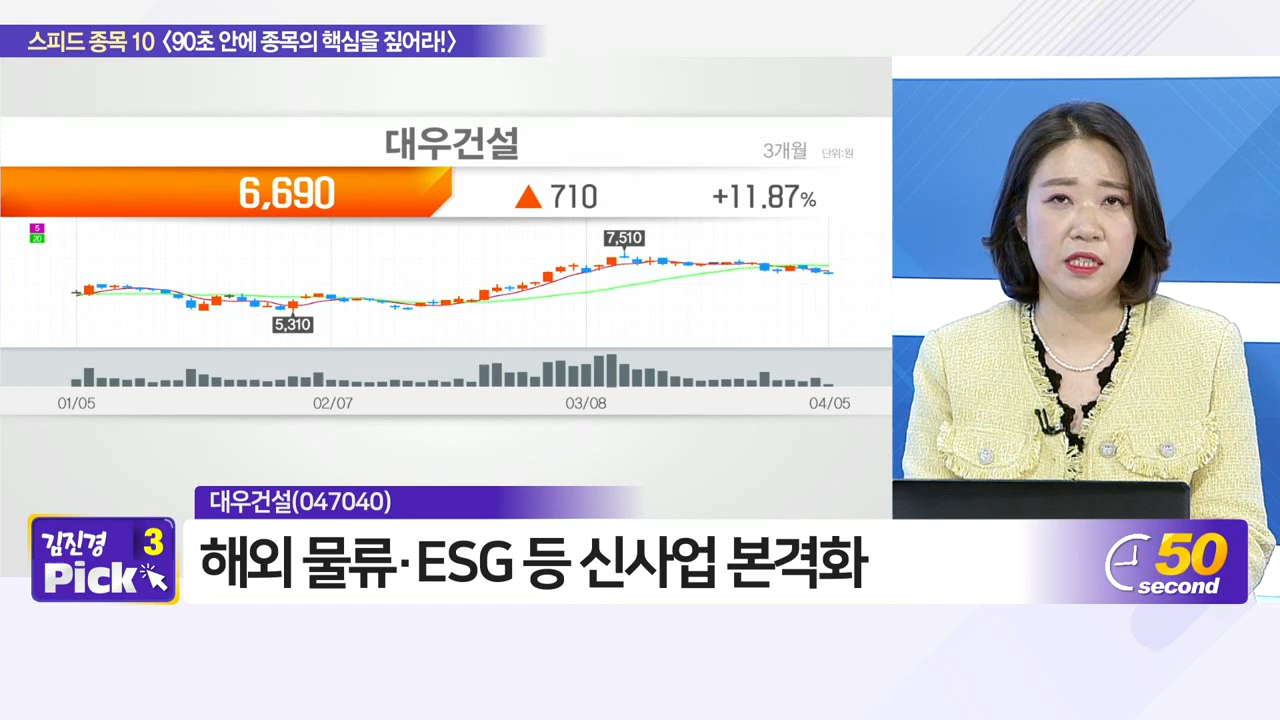 스피드 종목 10 〈90초 안에 종목의 핵심을 짚어라!〉
대우건설
3개월 단위:원
6,690 ▲ 710 +11.87%
5
20
7,510
5,310
01/05 02/07 03/08 04/05
대우건설(047040)
김진경 3
Pick
해외 물류·ESG 등 신사업 본격화
50
second